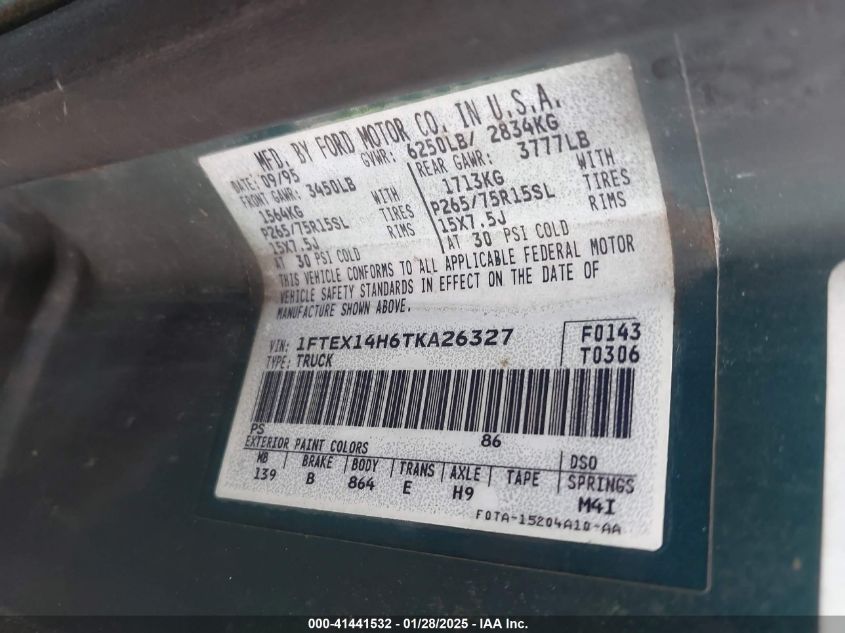 MFD. BY FORD MOTOR CO. IN U.S.A.
DATE: 09/95 GVWR: 6250LB/ 2834KG
FRONT GAWR: 3450LB REAR GAWR: 3777LB
1564KG WITH 1713KG WITH
P265/75R15SL TIRES P265/75R15SL TIRES
15X7.5J RIMS 15X7.5J RIMS
AT 30 PSI COLD AT 30 PSI COLD
THIS VEHICLE CONFORMS TO ALL APPLICABLE FEDERAL MOTOR
VEHICLE SAFETY STANDARDS IN EFFECT ON THE DATE OF
MANUFACTURE SHOWN ABOVE.
VIN: 1FTEX14H6TKA26327 F0143
TYPE: TRUCK T0306
PS 86
EXTERIOR PAINT COLORS DSO
WB BRAKE BODY TRANS AXLE TAPE SPRINGS
139 B 864 E H9 M4I
F0TA-15204A10-AA
000-41441532 | 01/28/2025 - IAA Inc.